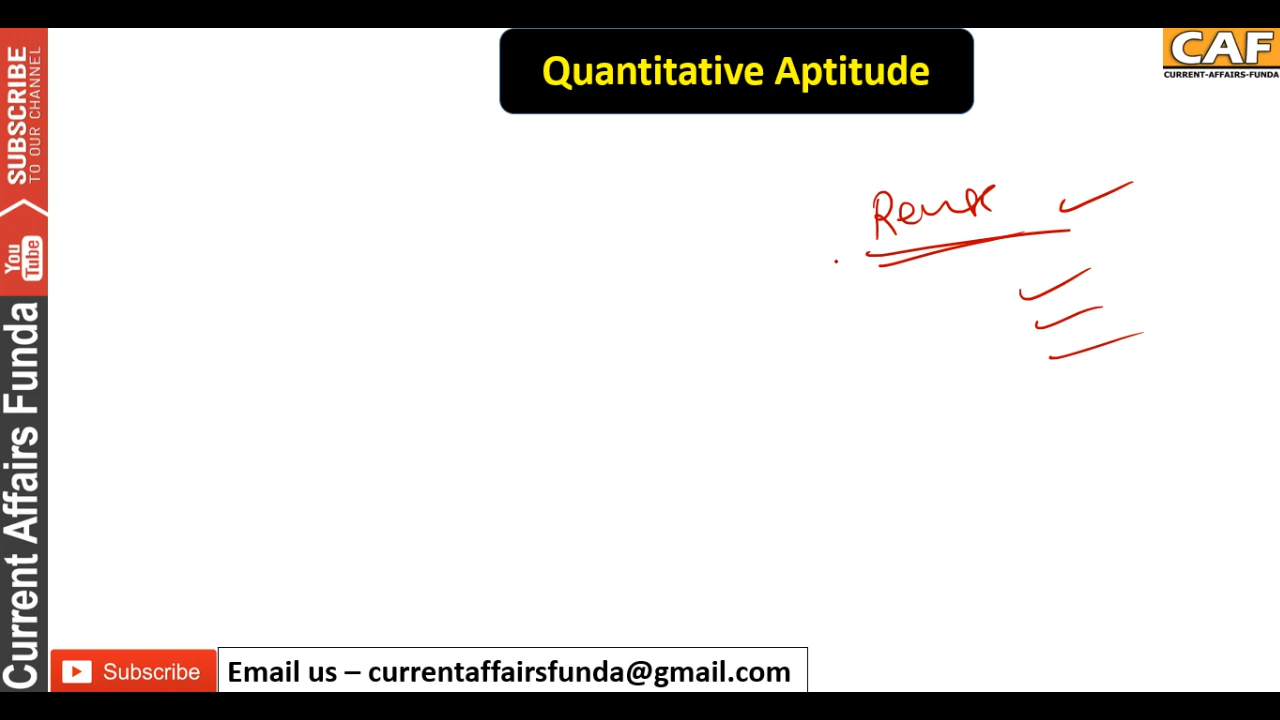 Quantitative Aptitude
CAF
CURRENT-AFFAIRS-FUNDA
SUBSCRIBE
TO OUR CHANNEL
You
Tube
Current Affairs Funda
Subscribe
Email us – currentaffairsfunda@gmail.com